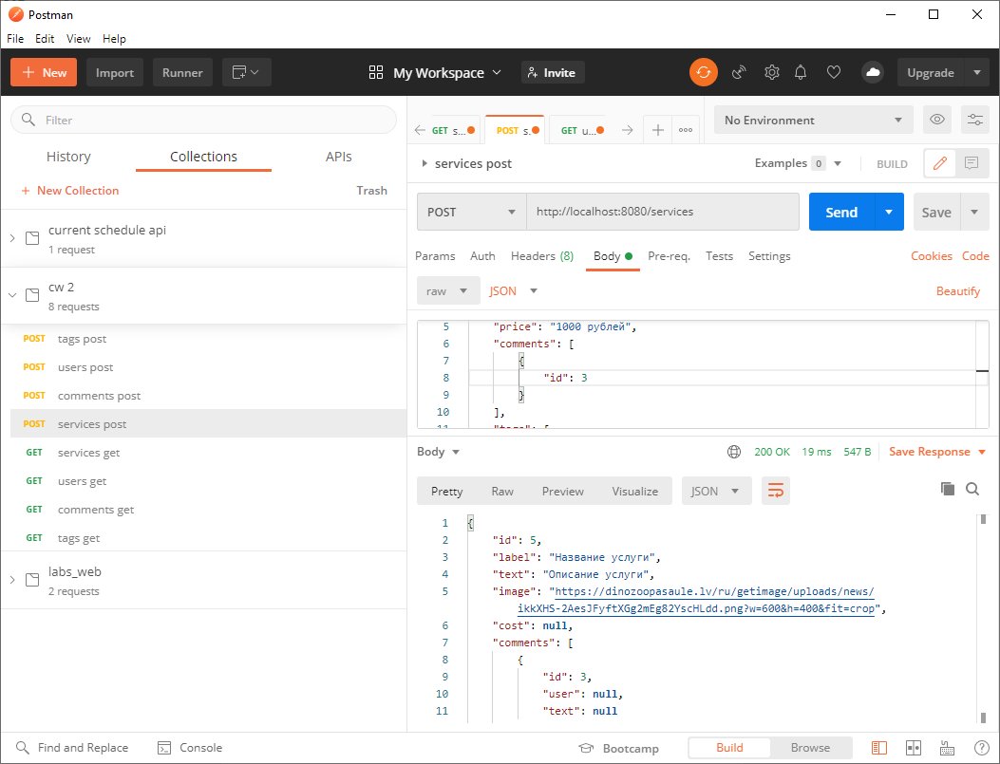 Postman
File Edit View Help
+ New Import Runner My Workspace Invite Upgrade
Filter
History Collections APIs
+ New Collection Trash
current schedule api
1 request
cw 2
8 requests
POST tags post
POST users post
POST comments post
POST services post
GET services get
GET users get
GET comments get
GET tags get
labs_web
2 requests
GET s... POST s. GET u... + ooo No Environment
services post Examples 0 BUILD
POST http://localhost:8080/services Send Save
Params Auth Headers (8) Body Pre-req. Tests Settings Cookies Code
raw JSON Beautify
5 "price": "1000 рублей",
6 "comments": [
7 {
8 "id": 3
9 }
10 ],
Body 200 OK 19 ms 547 B Save Response
Pretty Raw Preview Visualize JSON
1 {
2 "id": 5,
3 "label": "Название услуги",
4 "text": "Описание услуги",
5 "image": "https://dinozoopasaule.lv/ru/getimage/uploads/news/
ikkXHS-2AesJFyftXGg2mEg82YscHLdd.png?w=600&h=400&fit=crop",
6 "cost": null,
7 "comments": [
8 {
9 "id": 3,
10 "user": null,
11 "text": null
Find and Replace Console Bootcamp Build Browse